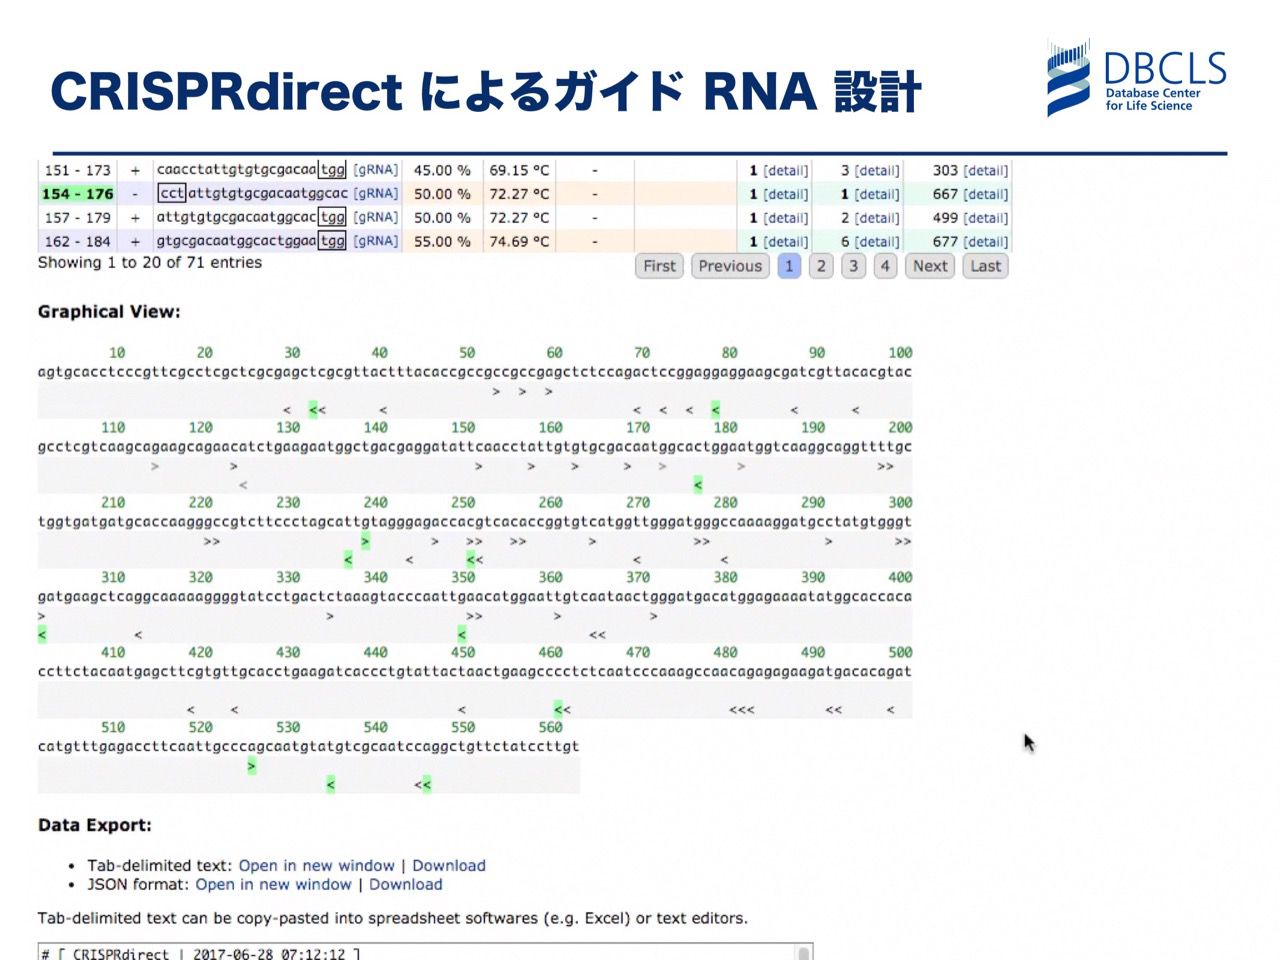 CRISPRdirect によるガイド RNA 設計
DBCLS
Database Center
for Life Science
151 - 173 + caacctattgtgtgcgacaatgg [gRNA] 45.00 % 69.15 °C - 1 [detail] 3 [detail] 303 [detail]
154 - 176 - cctattgtgtgcgacaatggcac [gRNA] 50.00 % 72.27 °C - 1 [detail] 1 [detail] 667 [detail]
157 - 179 + attgtgtgcgacaatggcactgg [gRNA] 50.00 % 72.27 °C - 1 [detail] 2 [detail] 499 [detail]
162 - 184 + gtgcgacaatggcactggaatgg [gRNA] 55.00 % 74.69 °C - 1 [detail] 6 [detail] 677 [detail]
Showing 1 to 20 of 71 entries First Previous 1 2 3 4 Next Last
Graphical View:
10 20 30 40 50 60 70 80 90 100
agtgcacctcccgttcgcctcgctcgcgagctcgcgttactttacaccgccgccgccgagctctccagactccggaggaggaagcgatcgttacacgtac
> > >
< << < < < < < < <
110 120 130 140 150 160 170 180 190 200
gcctcgtcaagcagaagcagaacatctgaagaatggctgacgaggatattcaacctattgtgtgcgacaatggcactggaatggtcaaggcaggttttgc
> > > > > > > > >>
< <
210 220 230 240 250 260 270 280 290 300
tggtgatgatgcaccaagggccgtcttccctagcattgtagggagaccacgtcacaccggtgtcatggttgggatgggccaaaaggatgcctatgtgggt
>> > > >> >> > >> > >>
< < << < <
310 320 330 340 350 360 370 380 390 400
gatgaagctcaggcaaaaaggggtatcctgactctaaagtacccaattgaacatggaattgtcaataactgggatgacatggagaaaatatggcaccaca
> > >> > >
< < < <<
410 420 430 440 450 460 470 480 490 500
ccttctacaatgagcttcgtgttgcacctgaagatcaccctgtattactaactgaagcccctctcaatcccaaagccaacagagagaagatgacacagat
< < < << <<< << <
510 520 530 540 550 560
catgtttgagaccttcaattgcccagcaatgtatgtcgcaatccaggctgttctatccttgt
>
< <<
Data Export:
• Tab-delimited text: Open in new window | Download
• JSON format: Open in new window | Download
Tab-delimited text can be copy-pasted into spreadsheet softwares (e.g. Excel) or text editors.
# [ CRISPRdirect | 2017-06-28 07:12:12 ]